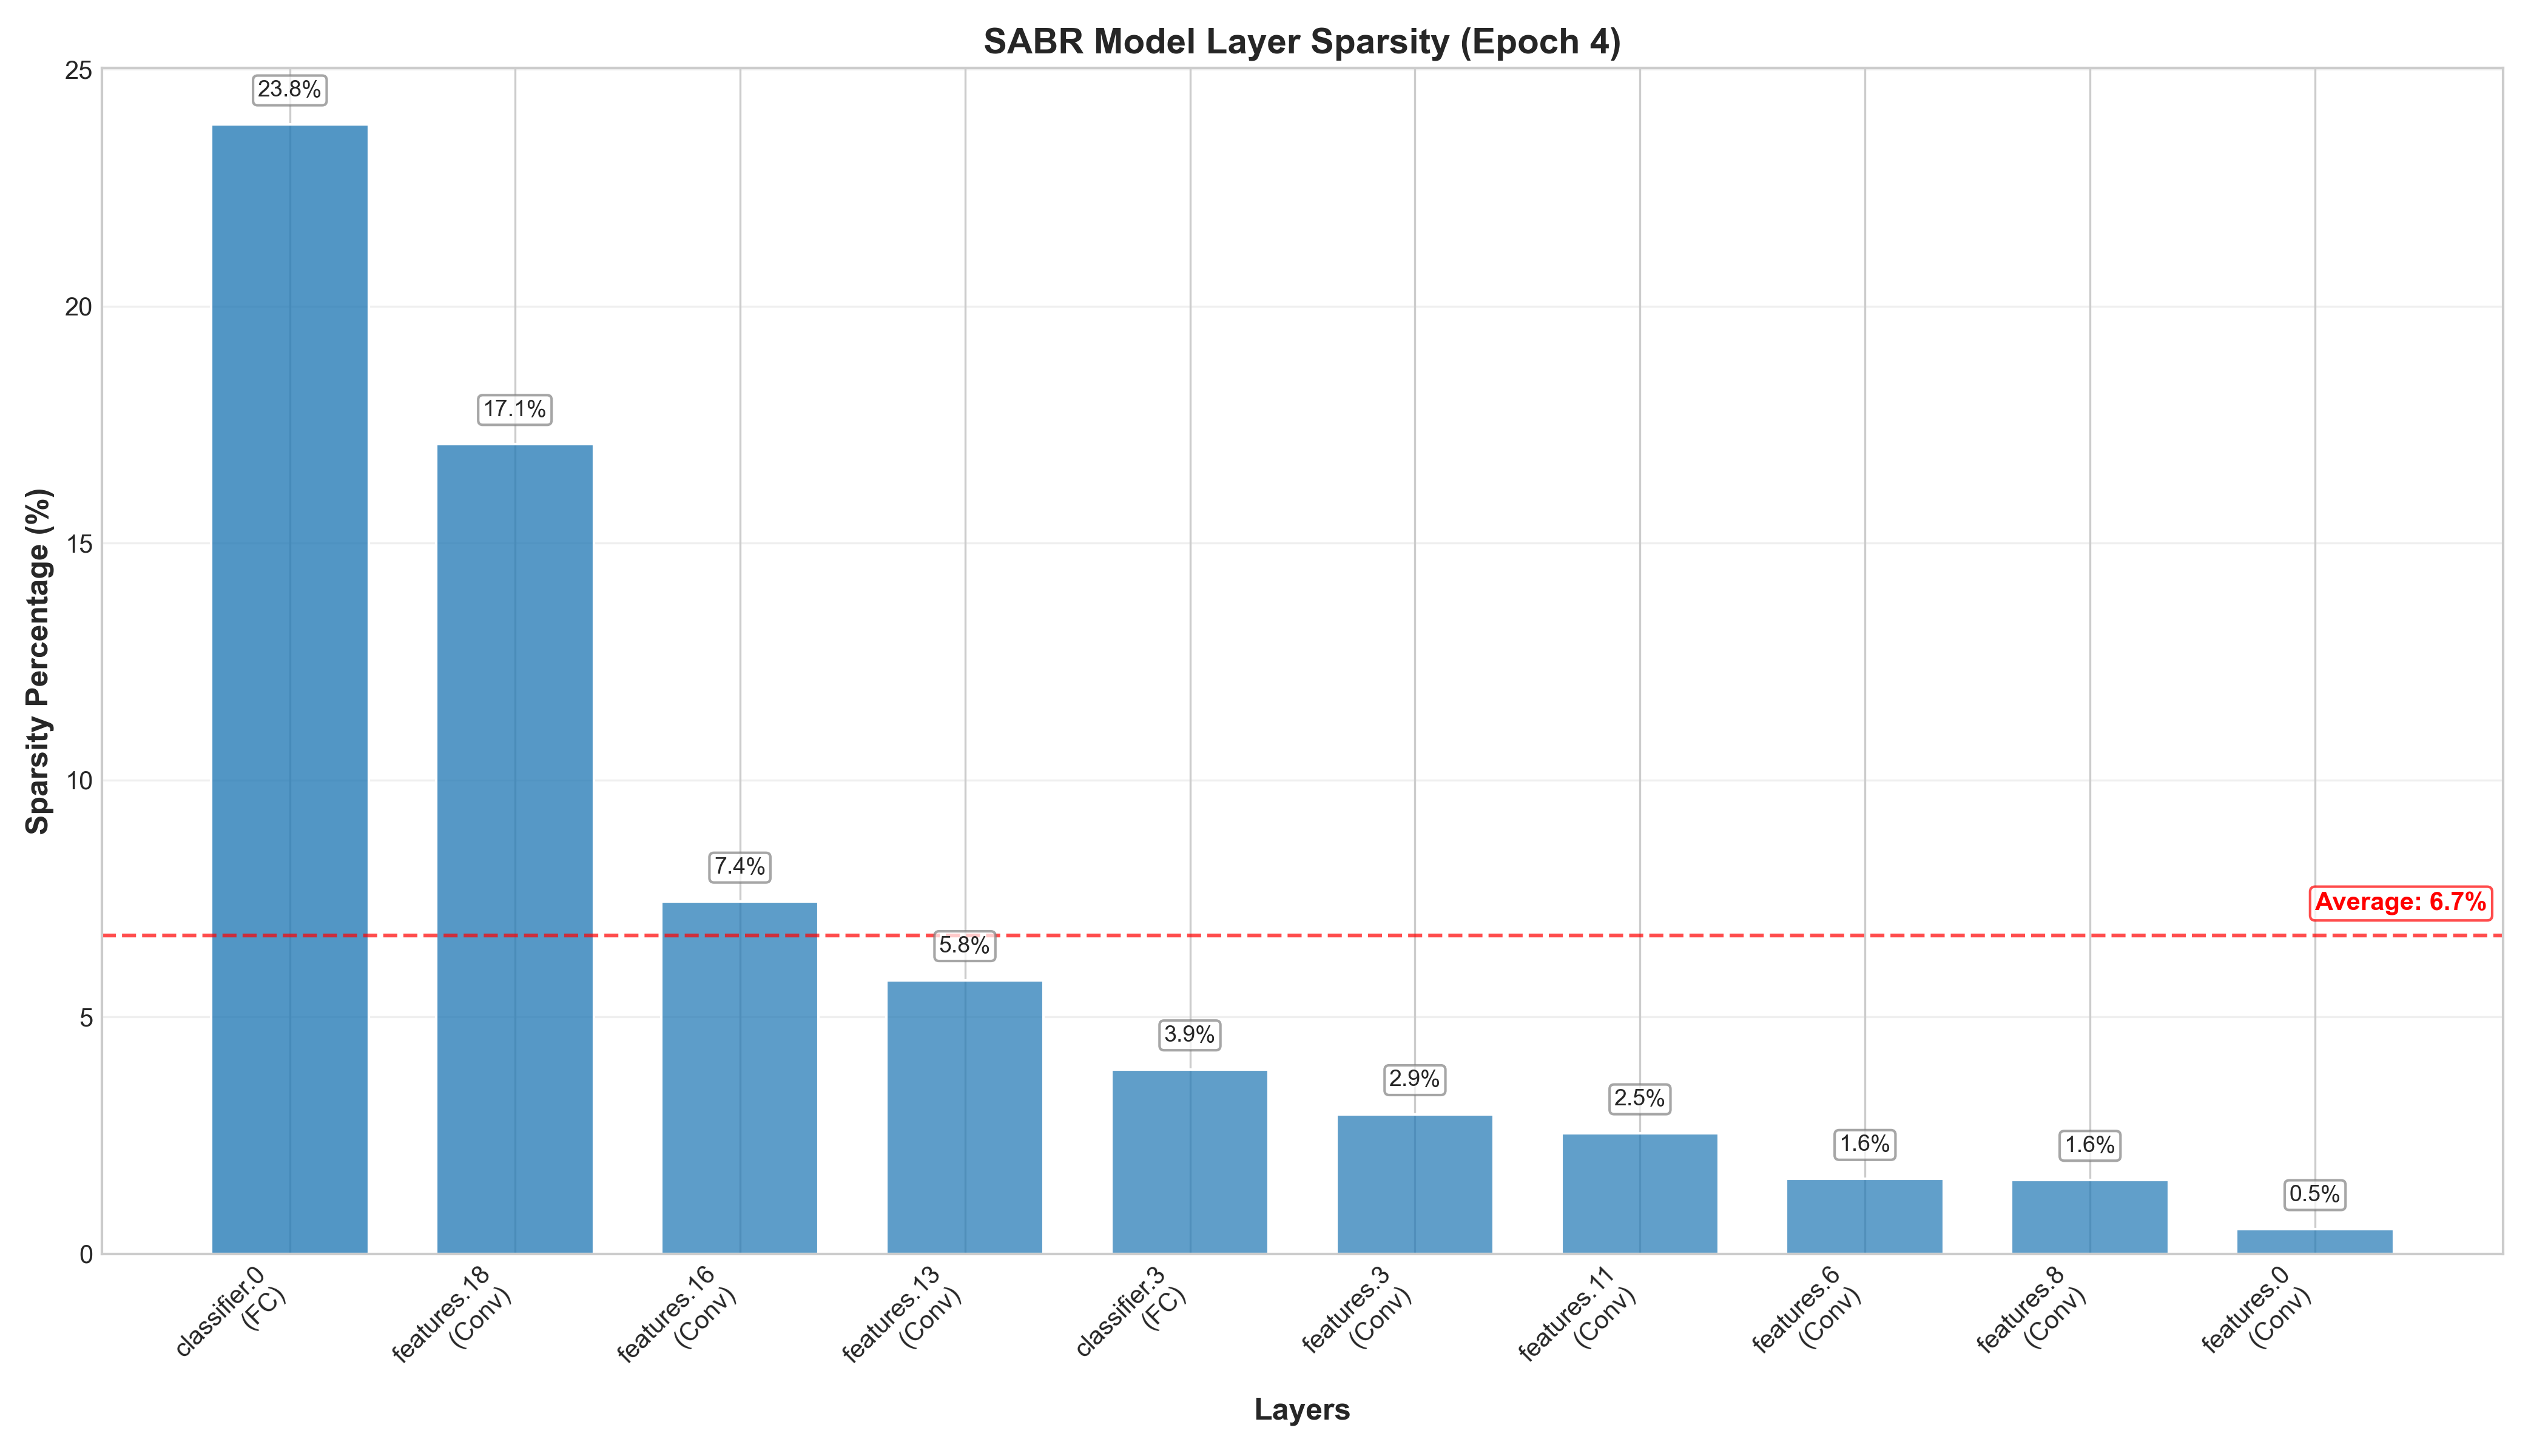 SABR Model Layer Sparsity (Epoch 4)
Sparsity Percentage (%)
25
20
15
10
5
0
23.8%
17.1%
7.4%
5.8%
3.9%
2.9%
2.5%
1.6%
1.6%
0.5%
Average: 6.7%
classifier.0
(FC)
features.18
(Conv)
features.16
(Conv)
features.13
(Conv)
classifier.3
(FC)
features.3
(Conv)
features.11
(Conv)
features.6
(Conv)
features.8
(Conv)
features.0
(Conv)
Layers